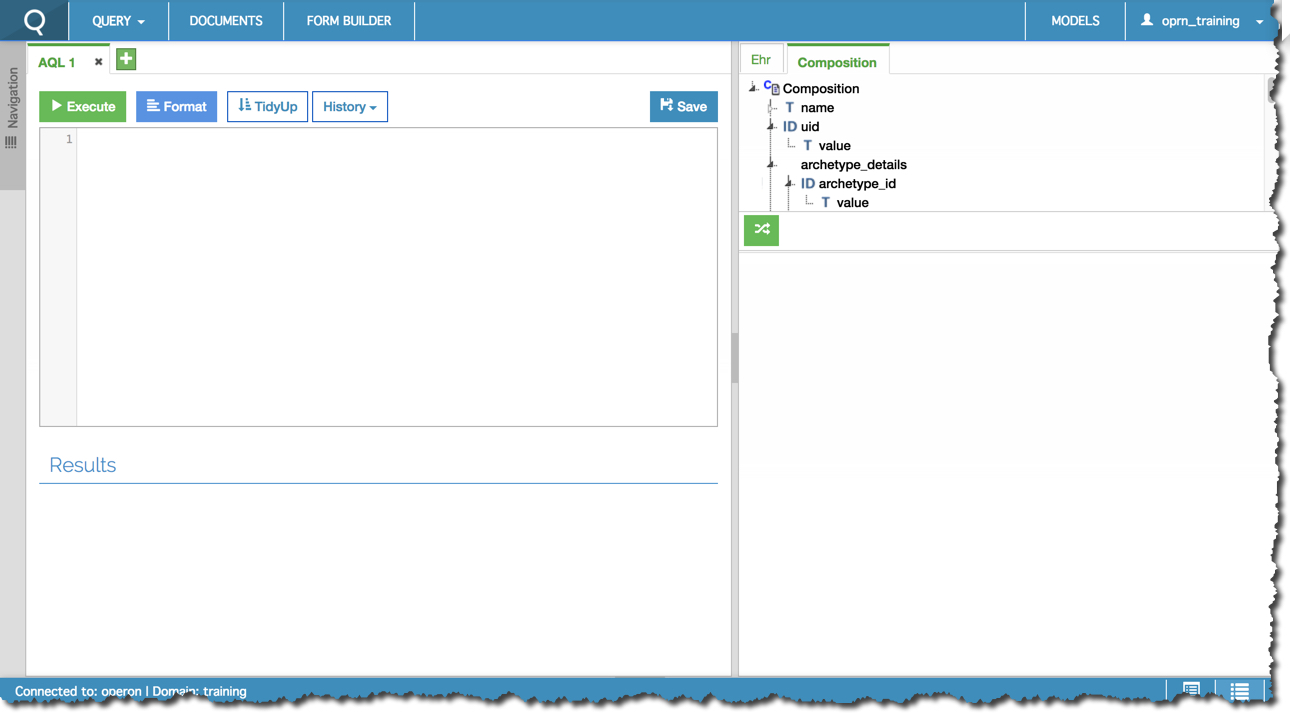 QUERY DOCUMENTS FORM BUILDER MODELS oprn_training
Navigation
AQL 1
Execute Format TidyUp History Save
1
Results
Ehr Composition
Composition
T name
ID uid
T value
archetype_details
ID archetype_id
T value
Connected to: operon | Domain: training